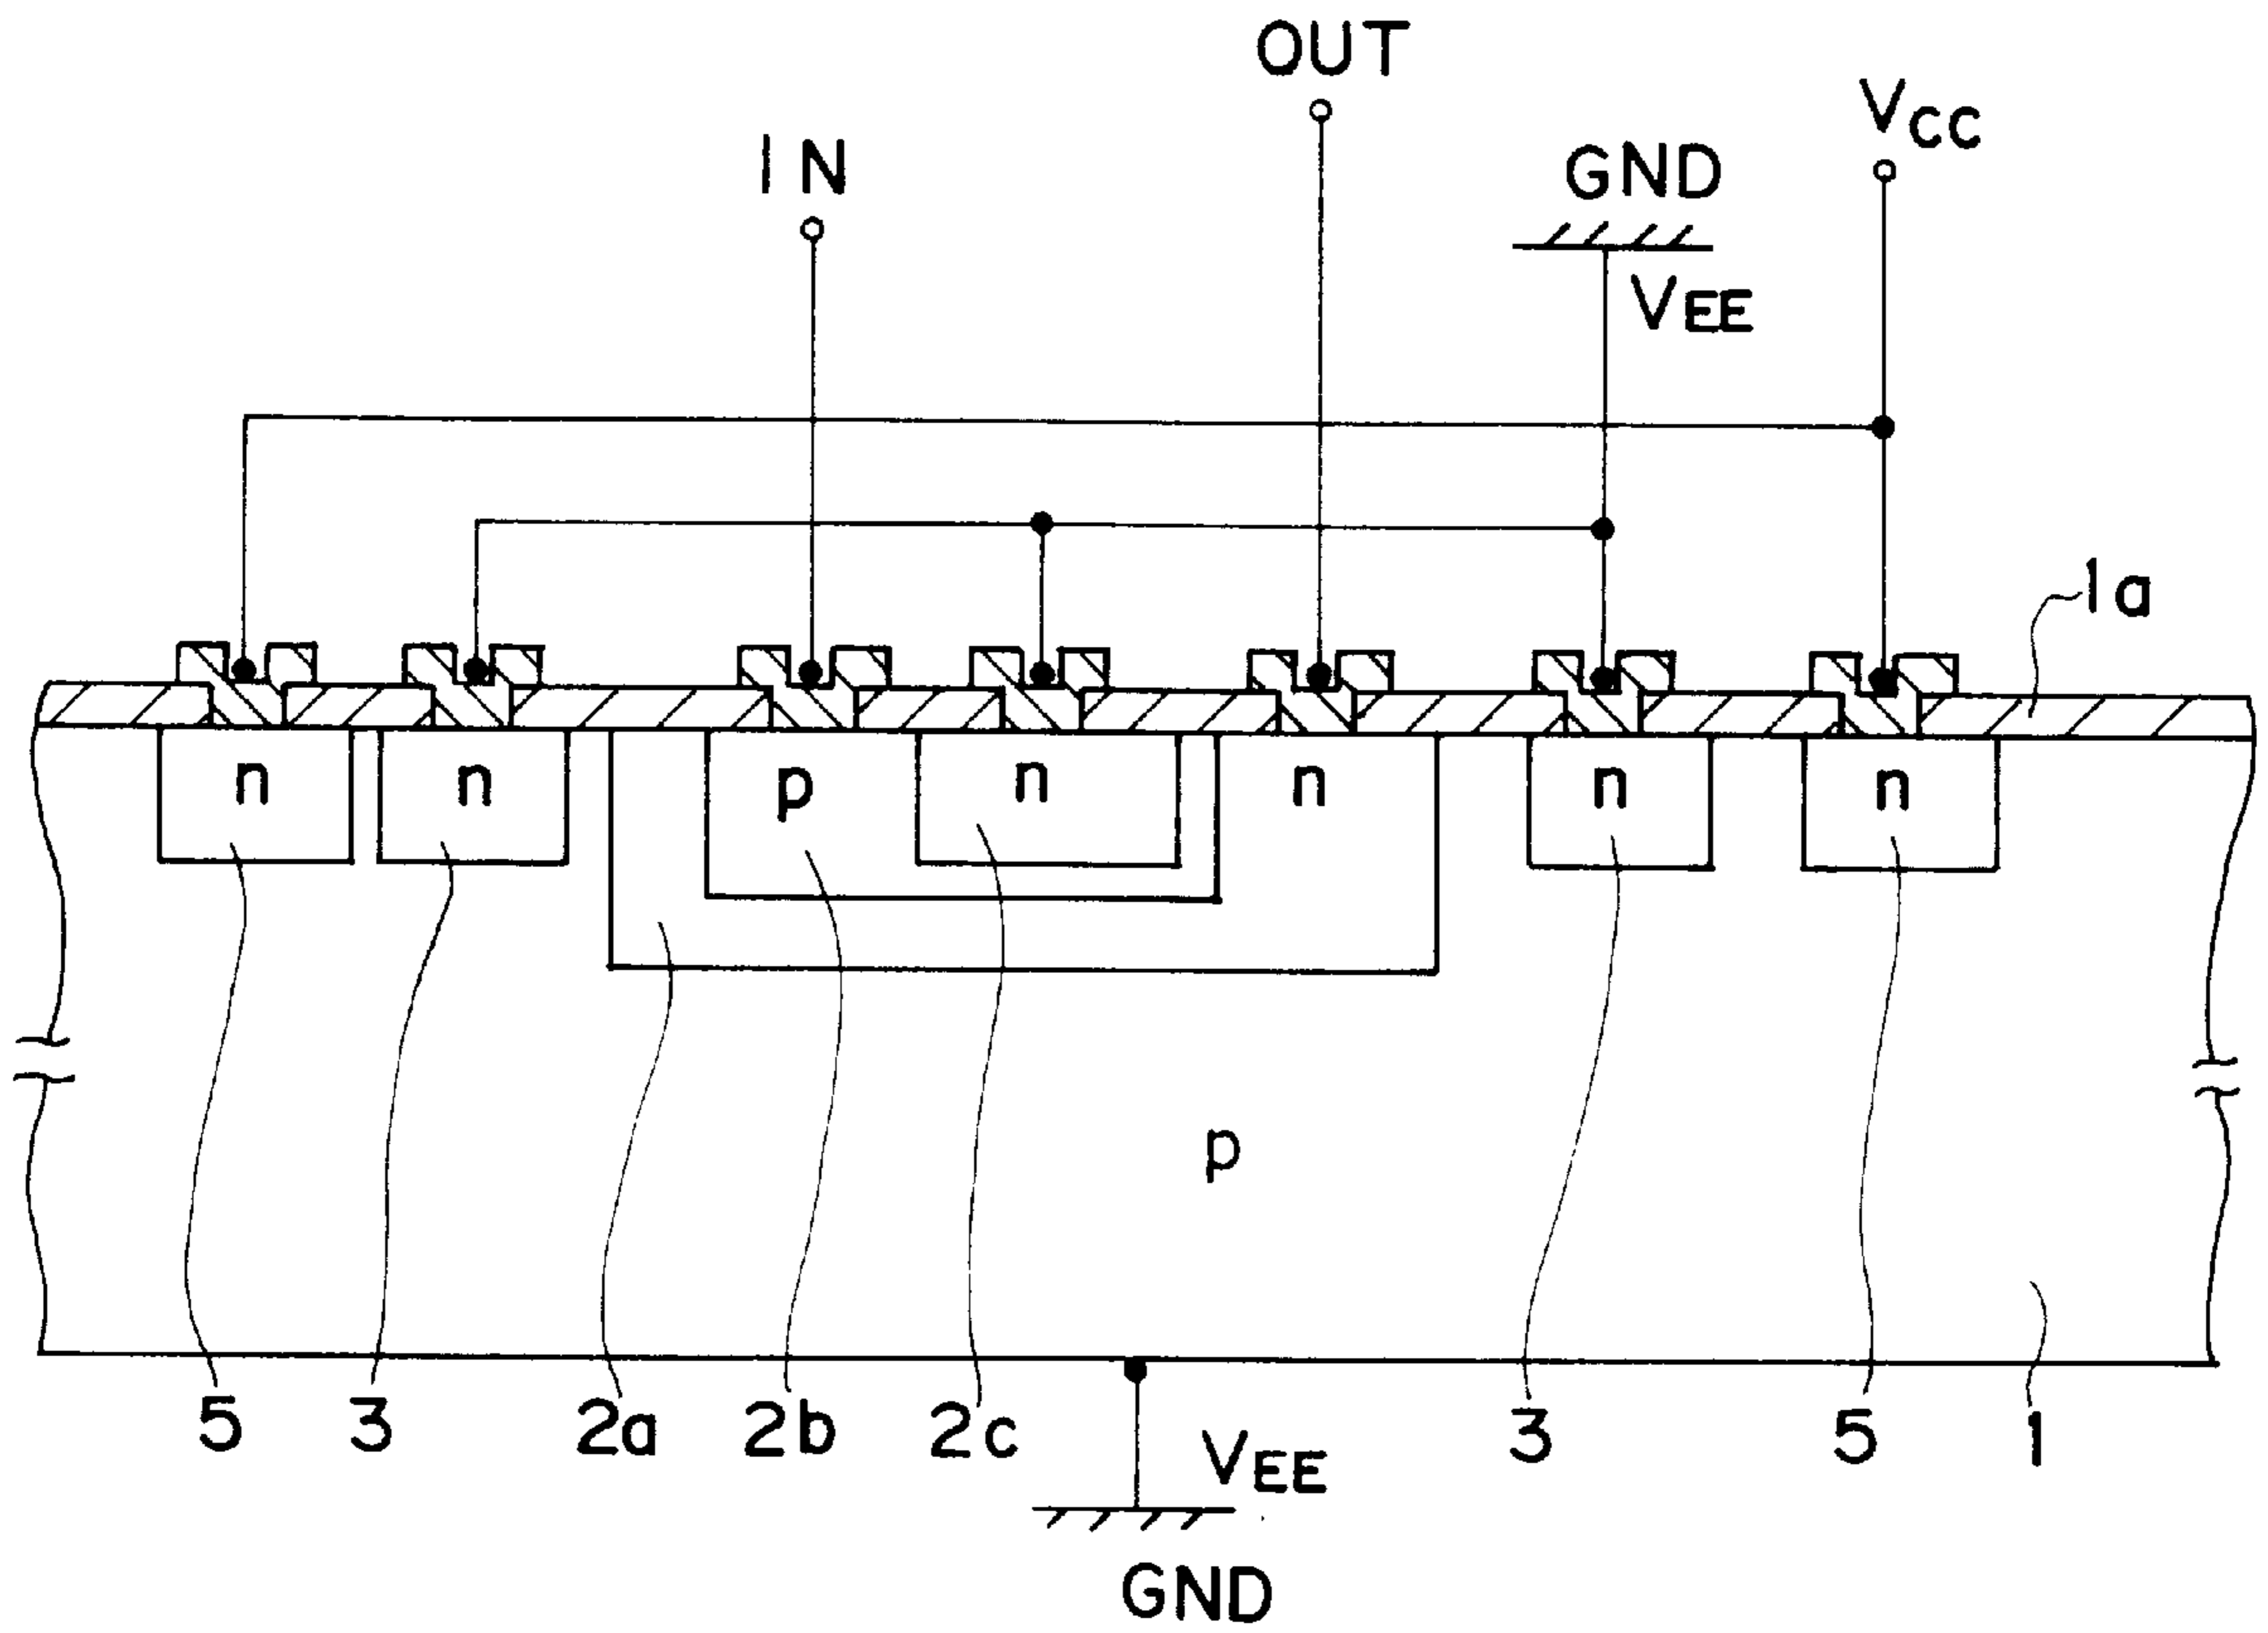 OUT
VCC
IN
GND
VEE
1a
n n p n n n n
p
5 3 2a 2b 2c 3 5 1
VEE
GND